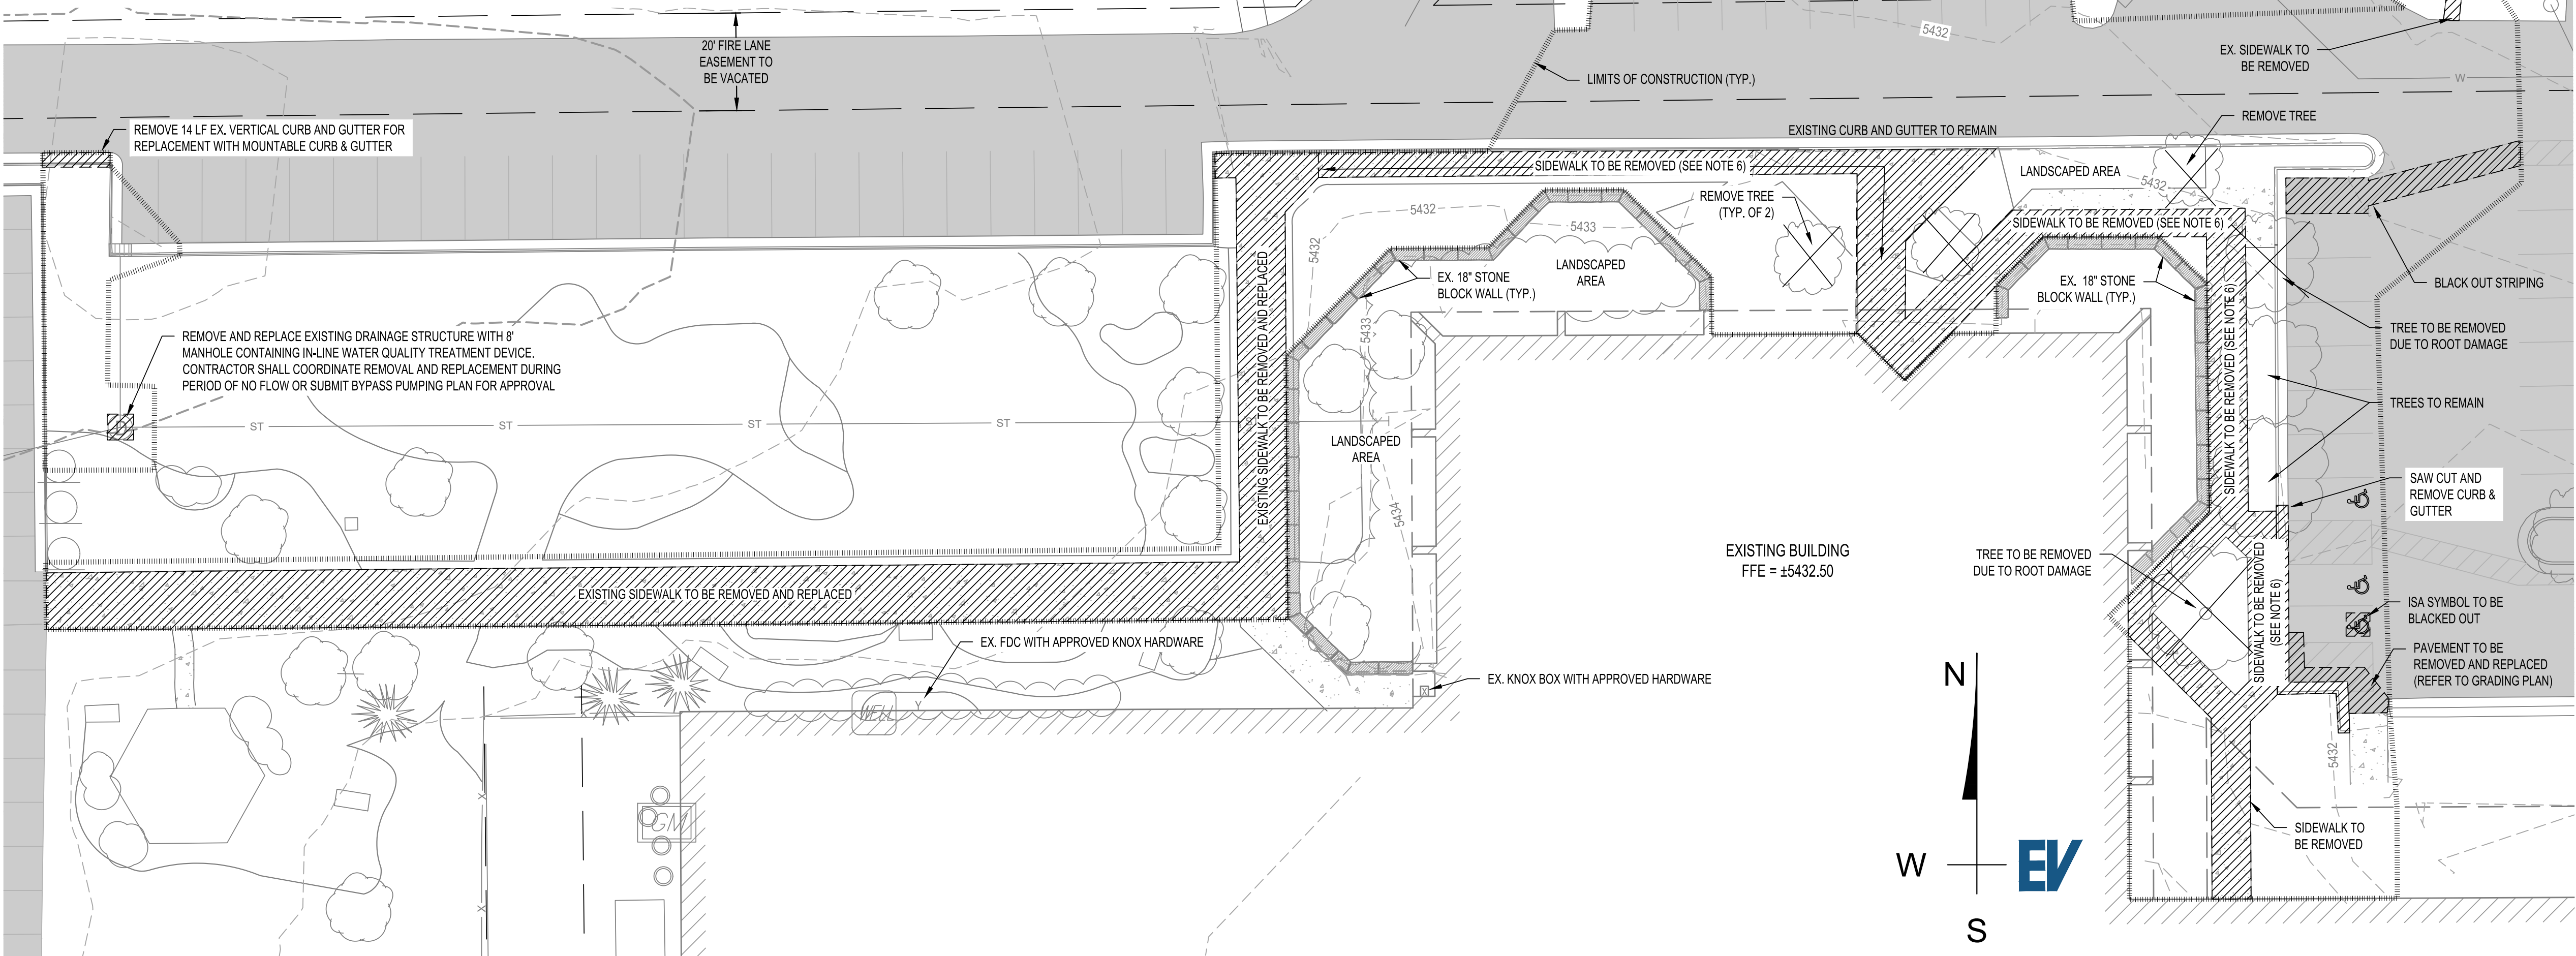 20' FIRE LANE
EASEMENT TO
BE VACATED
5432
EX. SIDEWALK TO
BE REMOVED
W
LIMITS OF CONSTRUCTION (TYP.)
REMOVE TREE
REMOVE 14 LF EX. VERTICAL CURB AND GUTTER FOR
REPLACEMENT WITH MOUNTABLE CURB & GUTTER
EXISTING CURB AND GUTTER TO REMAIN
SIDEWALK TO BE REMOVED (SEE NOTE 6)
LANDSCAPED AREA
5432
REMOVE TREE
(TYP. OF 2)
5432
5433
5432
SIDEWALK TO BE REMOVED (SEE NOTE 6)
LANDSCAPED
AREA
EX. 18" STONE
BLOCK WALL (TYP.)
EX. 18" STONE
BLOCK WALL (TYP.)
BLACK OUT STRIPING
EXISTING SIDEWALK TO BE REMOVED AND REPLACED
5433
SIDEWALK TO BE REMOVED (SEE NOTE 6)
TREE TO BE REMOVED
DUE TO ROOT DAMAGE
REMOVE AND REPLACE EXISTING DRAINAGE STRUCTURE WITH 8'
MANHOLE CONTAINING IN-LINE WATER QUALITY TREATMENT DEVICE.
CONTRACTOR SHALL COORDINATE REMOVAL AND REPLACEMENT DURING
PERIOD OF NO FLOW OR SUBMIT BYPASS PUMPING PLAN FOR APPROVAL
TREES TO REMAIN
D
ST
ST
ST
ST
LANDSCAPED
AREA
5434
SAW CUT AND
REMOVE CURB &
GUTTER
EXISTING BUILDING
FFE = ±5432.50
TREE TO BE REMOVED
DUE TO ROOT DAMAGE
SIDEWALK TO BE REMOVED
(SEE NOTE 6)
EXISTING SIDEWALK TO BE REMOVED AND REPLACED
ISA SYMBOL TO BE
BLACKED OUT
EX. FDC WITH APPROVED KNOX HARDWARE
PAVEMENT TO BE
REMOVED AND REPLACED
(REFER TO GRADING PLAN)
EX. KNOX BOX WITH APPROVED HARDWARE
X
WELL
Y
N
5432
X
GM
SIDEWALK TO
BE REMOVED
W
EV
X
S